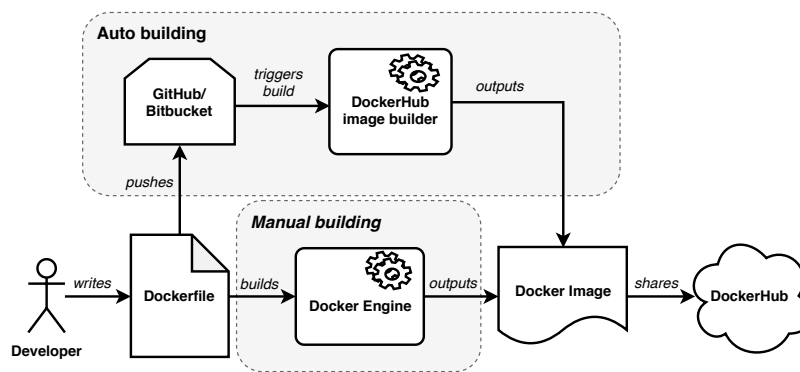 Auto building
GitHub/
Bitbucket
triggers
build
DockerHub
image builder
outputs
pushes
Manual building
writes
Dockerfile
builds
Docker Engine
outputs
Docker Image
shares
DockerHub
Developer